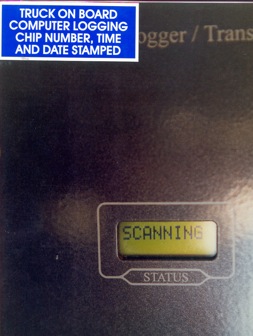 TRUCK ON BOARD
COMPUTER LOGGING
CHIP NUMBER, TIME
AND DATE STAMPED
ogger / Trans
SCANNING
STATUS